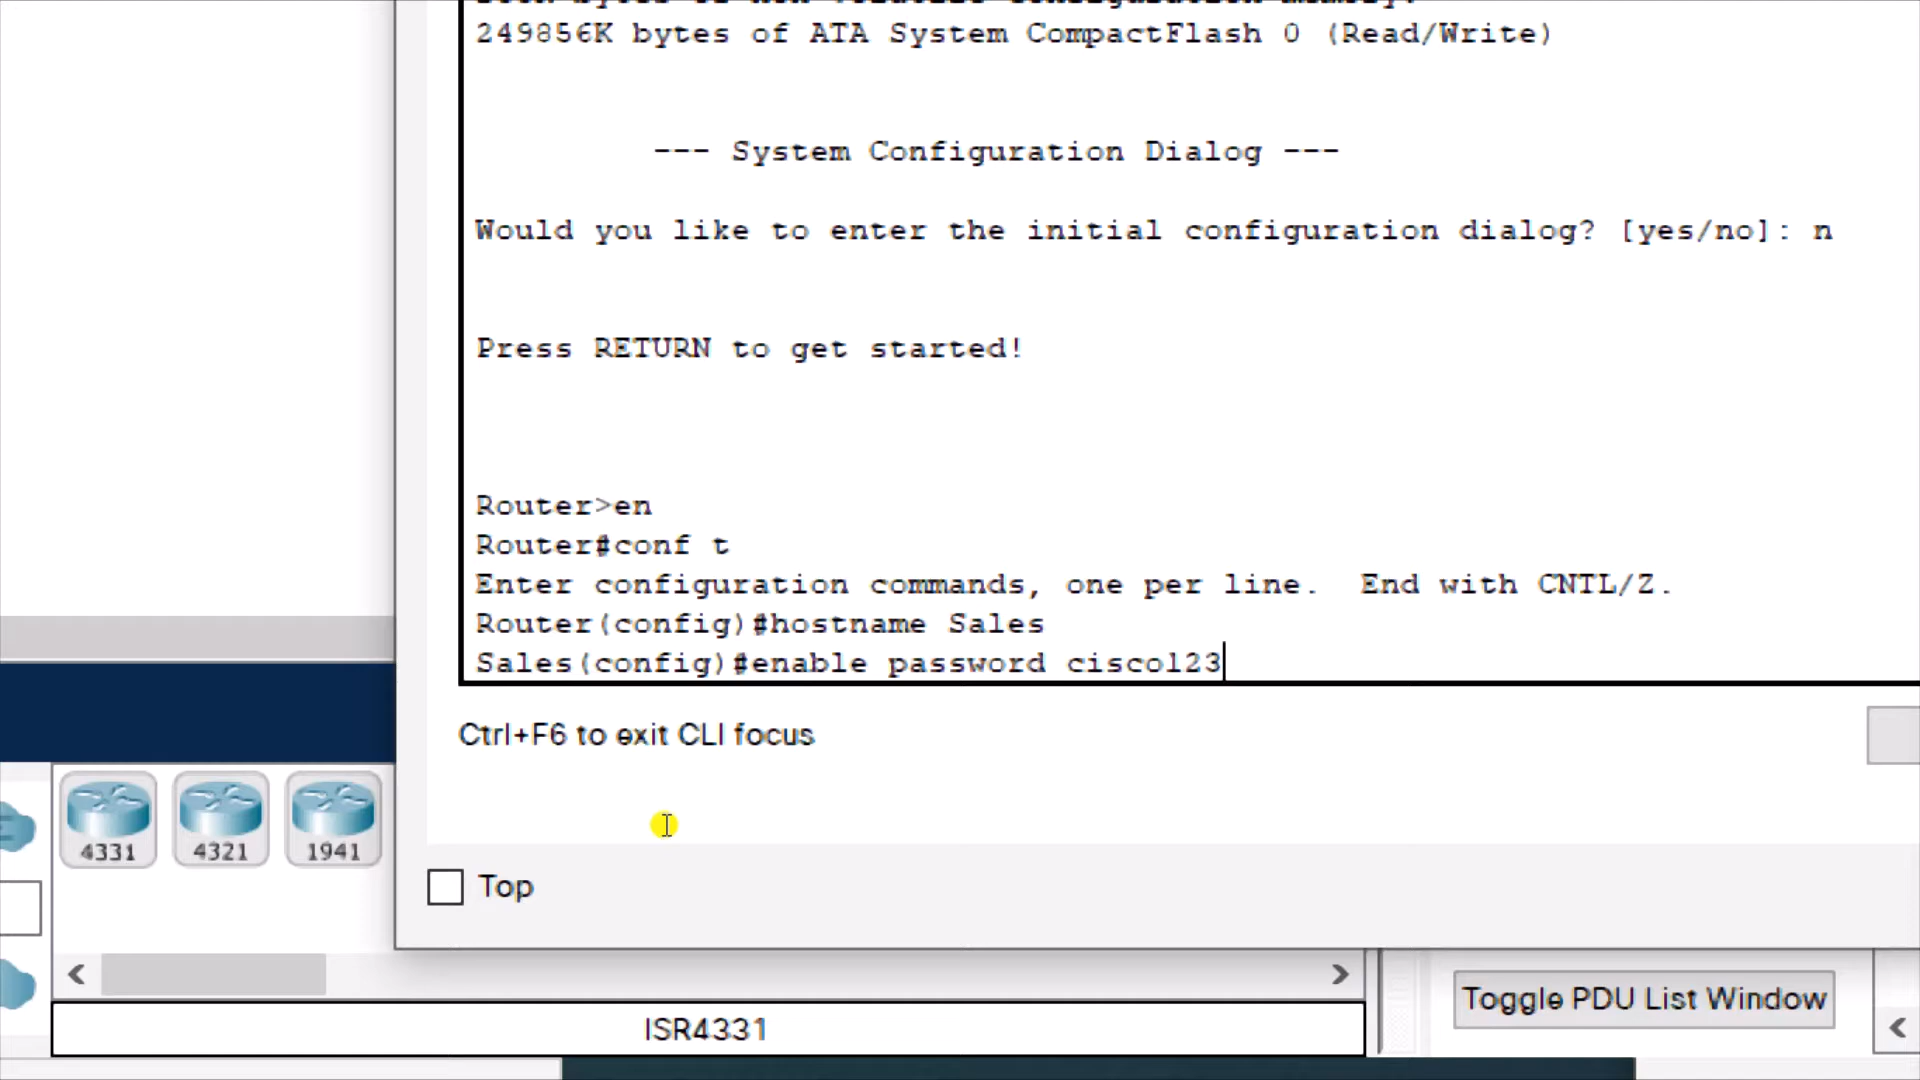 249856K bytes of ATA System CompactFlash 0 (Read/Write)
--- System Configuration Dialog ---
Would you like to enter the initial configuration dialog? [yes/no]: n
Press RETURN to get started!
Router>en
Router#conf t
Enter configuration commands, one per line.  End with CNTL/Z.
Router(config)#hostname Sales
Sales(config)#enable password cisco123
Ctrl+F6 to exit CLI focus
4331
4321
1941
Top
Toggle PDU List Window
ISR4331